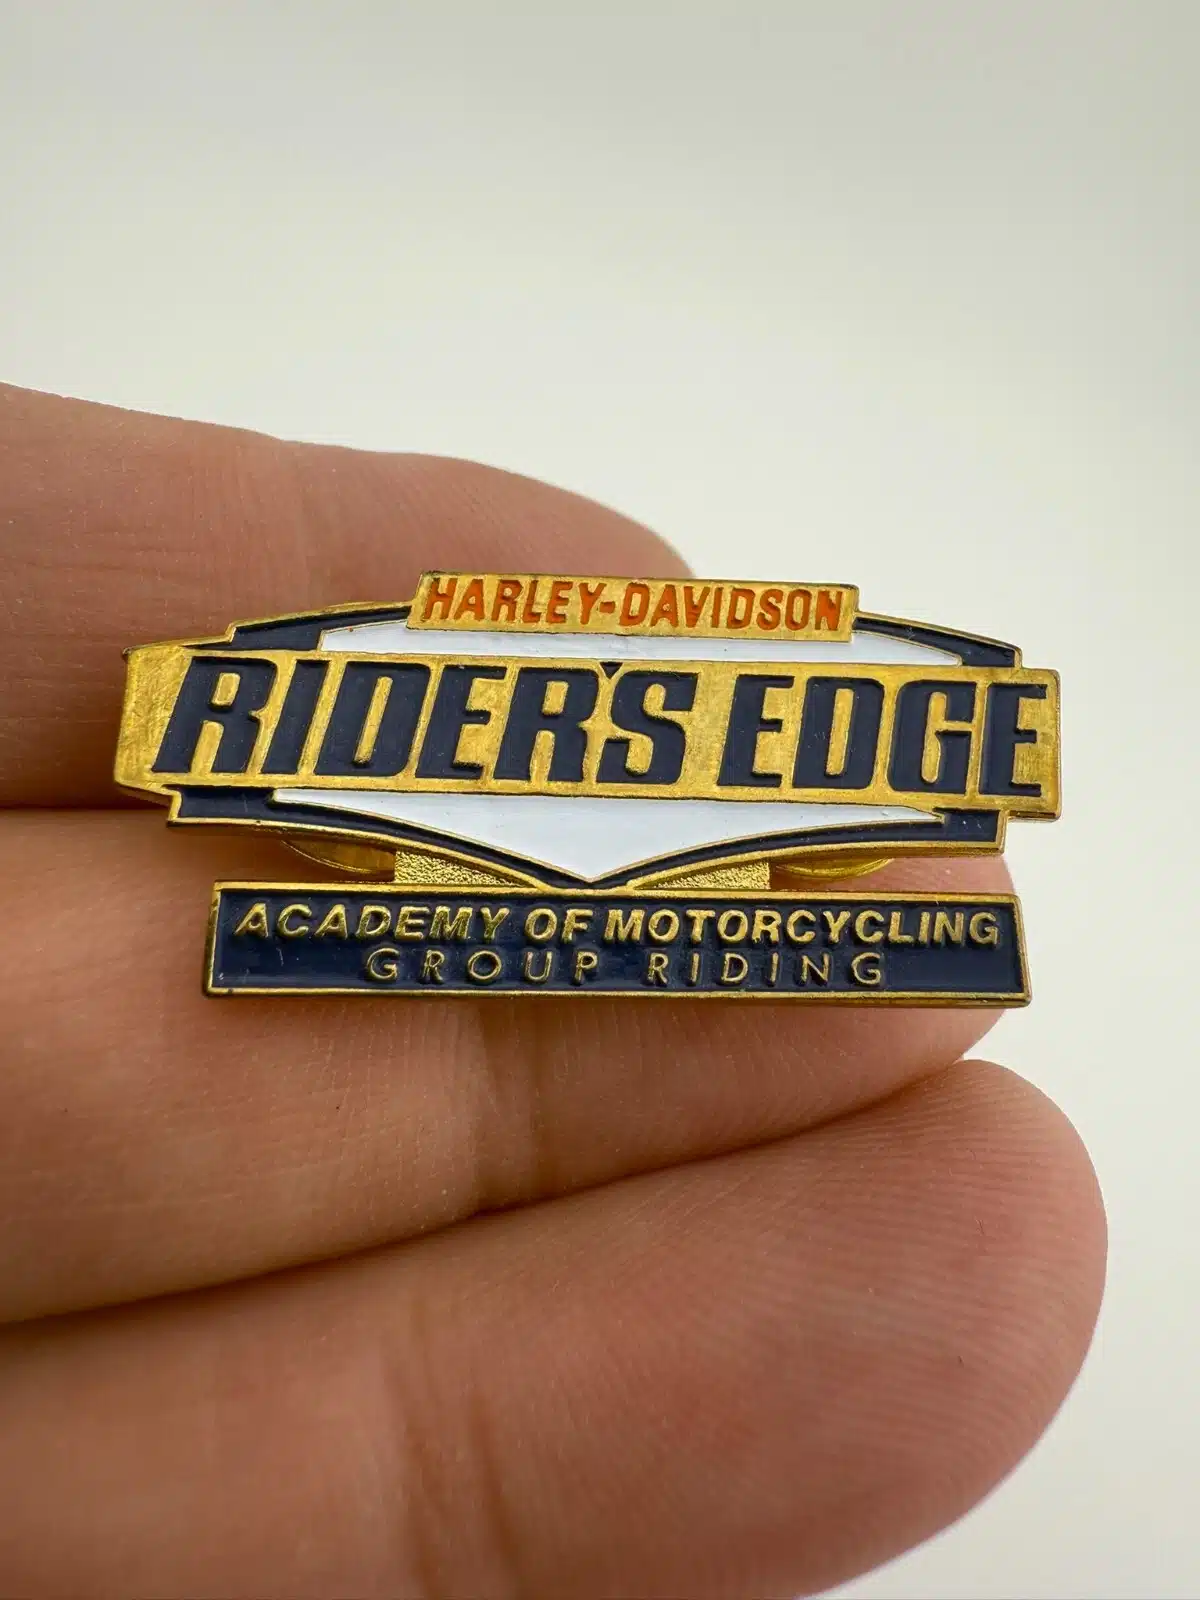 HARLEY-DAVIDSON
RIDER'S EDGE
ACADEMY OF MOTORCYCLING
GROUP RIDING